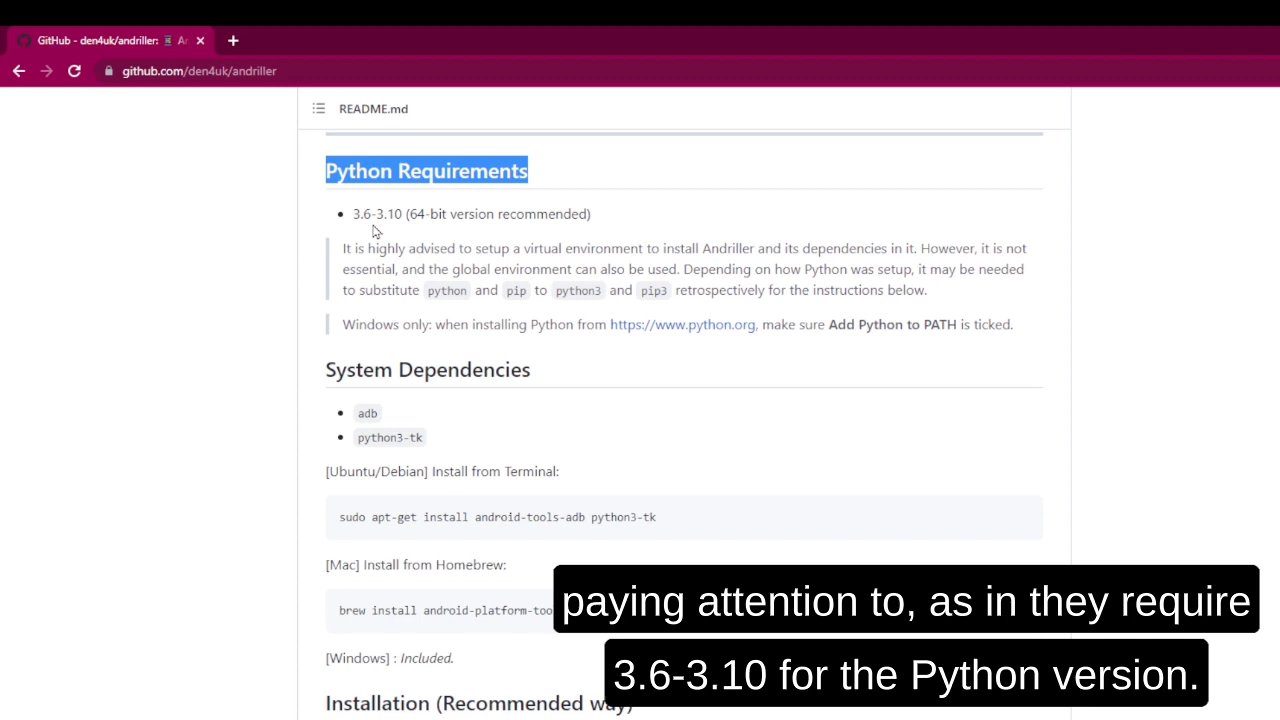 GitHub - den4uk/andriller: 
github.com/den4uk/andriller
README.md
Python Requirements
3.6-3.10 (64-bit version recommended)
It is highly advised to setup a virtual environment to install Andriller and its dependencies in it. However, it is not
essential, and the global environment can also be used. Depending on how Python was setup, it may be needed
to substitute python and pip to python3 and pip3 retrospectively for the instructions below.
Windows only: when installing Python from https://www.python.org, make sure Add Python to PATH is ticked.
System Dependencies
adb
python3-tk
[Ubuntu/Debian] Install from Terminal:
sudo apt-get install android-tools-adb python3-tk
[Mac] Install from Homebrew:
brew install
[Windows] : Included.
Installation (Recommended way)
paying attention to, as in they require
3.6-3.10 for the Python version.